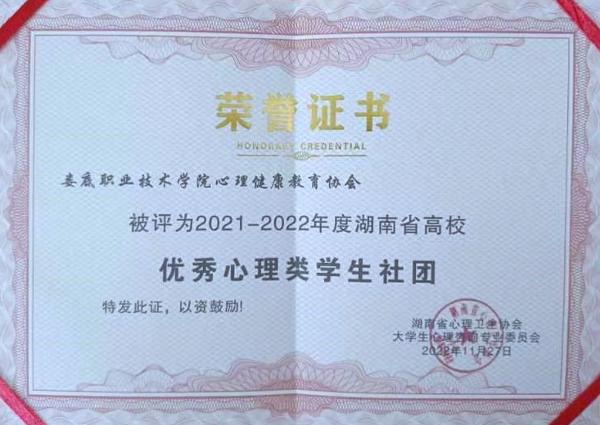 荣誉证书
HONORARY CREDENTIAL
娄底职业技术学院心理健康教育协会
被评为2021-2022年度湖南省高校
优秀心理类学生社团
特发此证，以资鼓励!
湖南省心理卫生协会
大学生心理咨询专业委员会
2022年11月27日